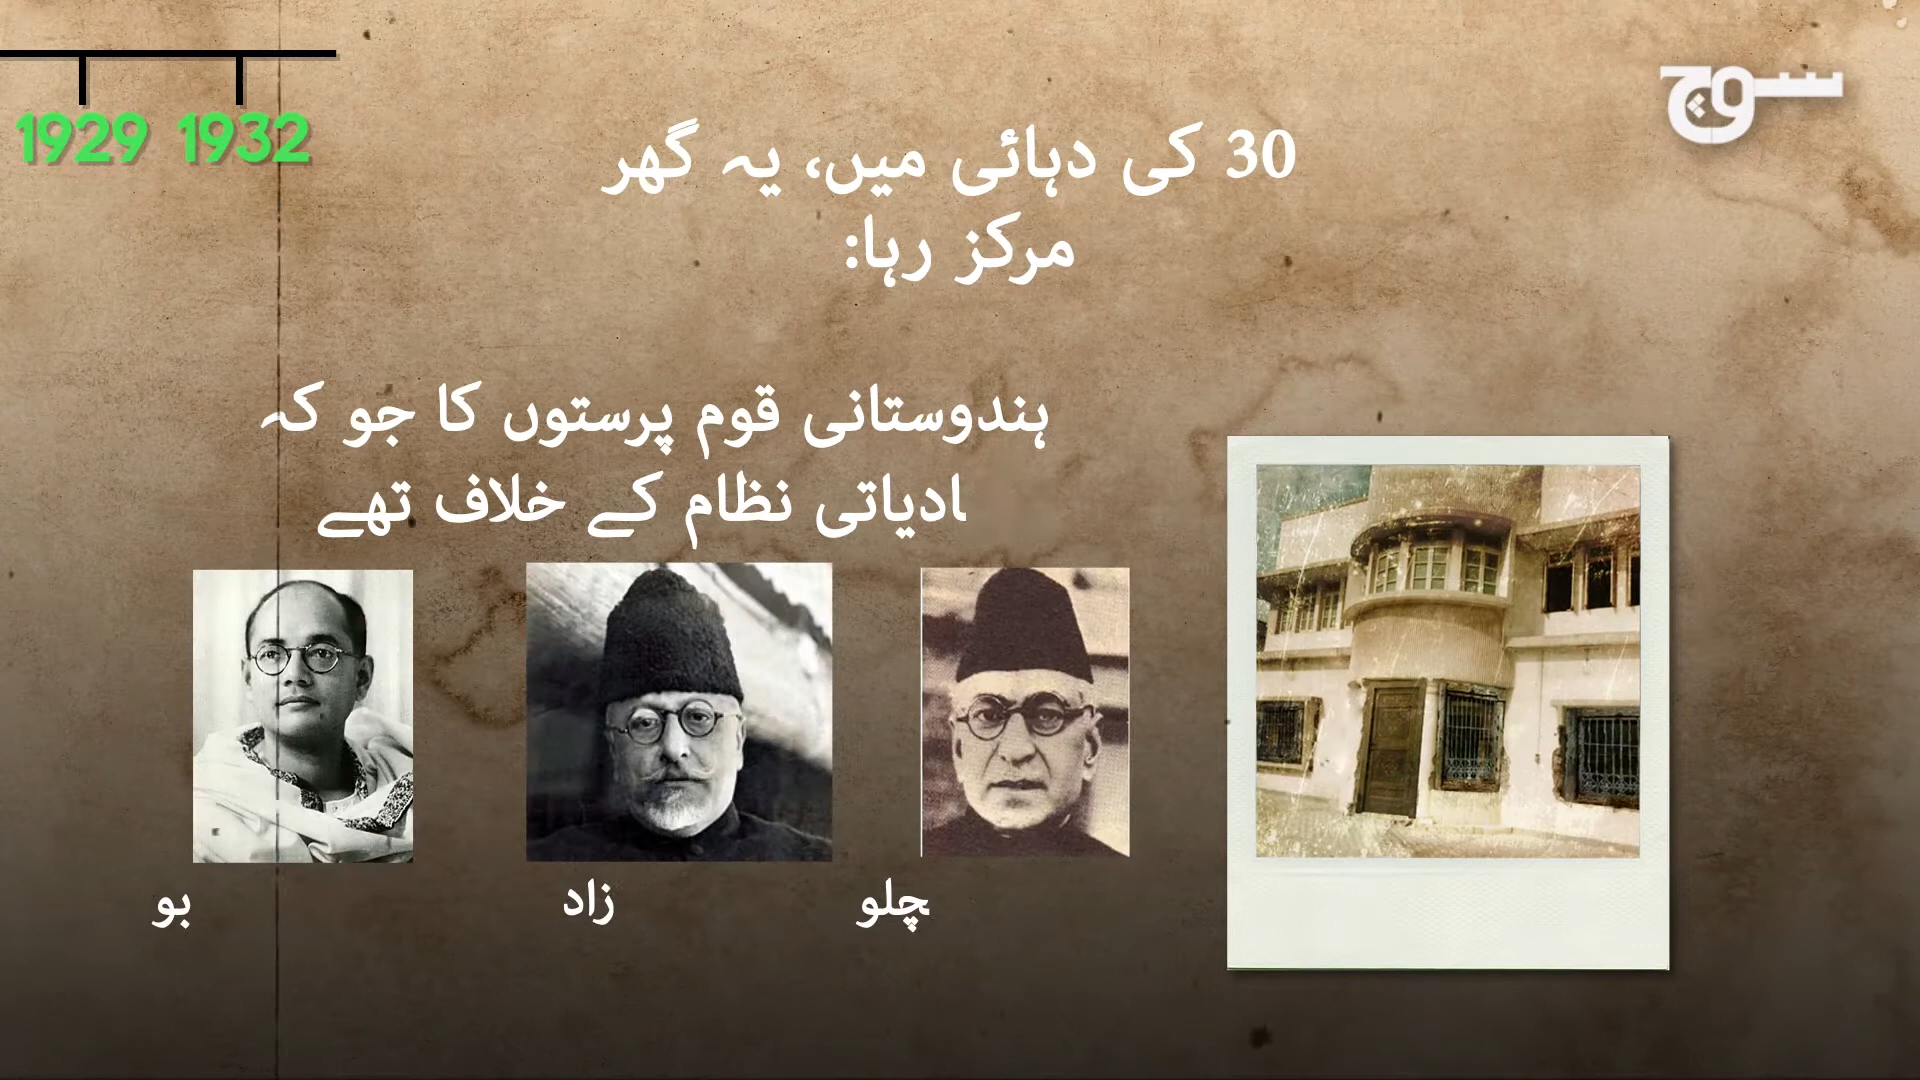 1929 1932
سوچ
30 کی دہائی میں، یہ گھر
مرکز رہا:
ہندوستانی قوم پرستوں کا جو کہ
ادیاتی نظام کے خلاف تھے
چلو
زاد
بو